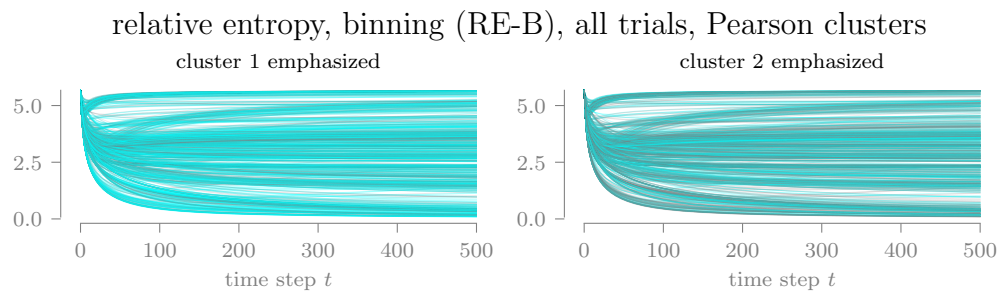 relative entropy, binning (RE-B), all trials, Pearson clusters
cluster 1 emphasized
cluster 2 emphasized
5.0
2.5
0.0
0 100 200 300 400 500
time step t
5.0
2.5
0.0
0 100 200 300 400 500
time step t